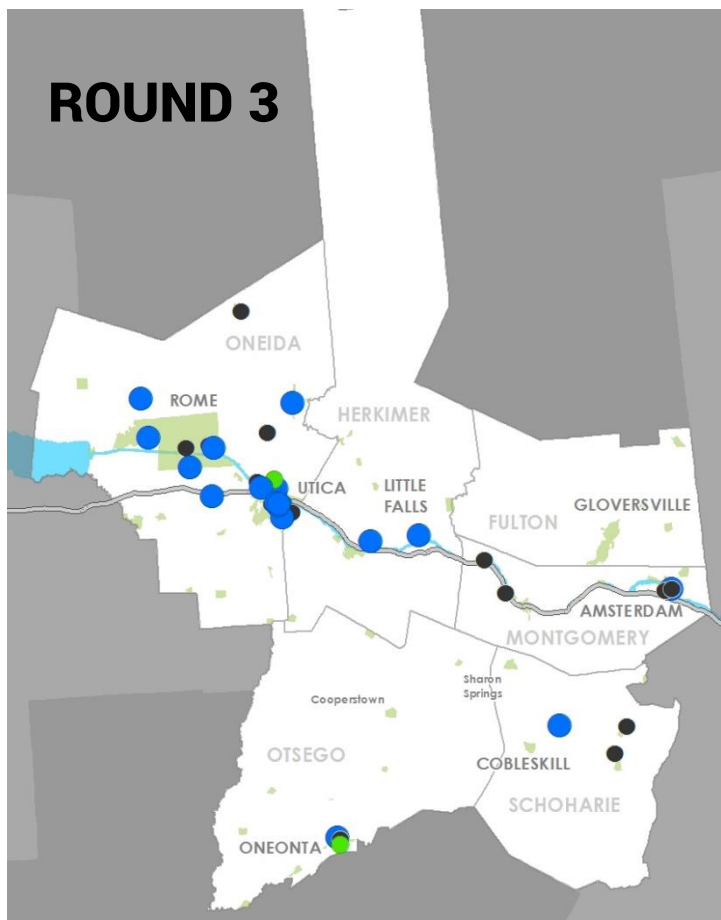 ROUND 3
ONEIDA
ROME
HERKIMER
UTICA
LITTLE
FALLS
GLOVERSVILLE
FULTON
AMSTERDAM
MONTGOMERY
Sharon
Springs
Cooperstown
OTSEGO
COBLESKILL
SCHOHARIE
ONEONTA